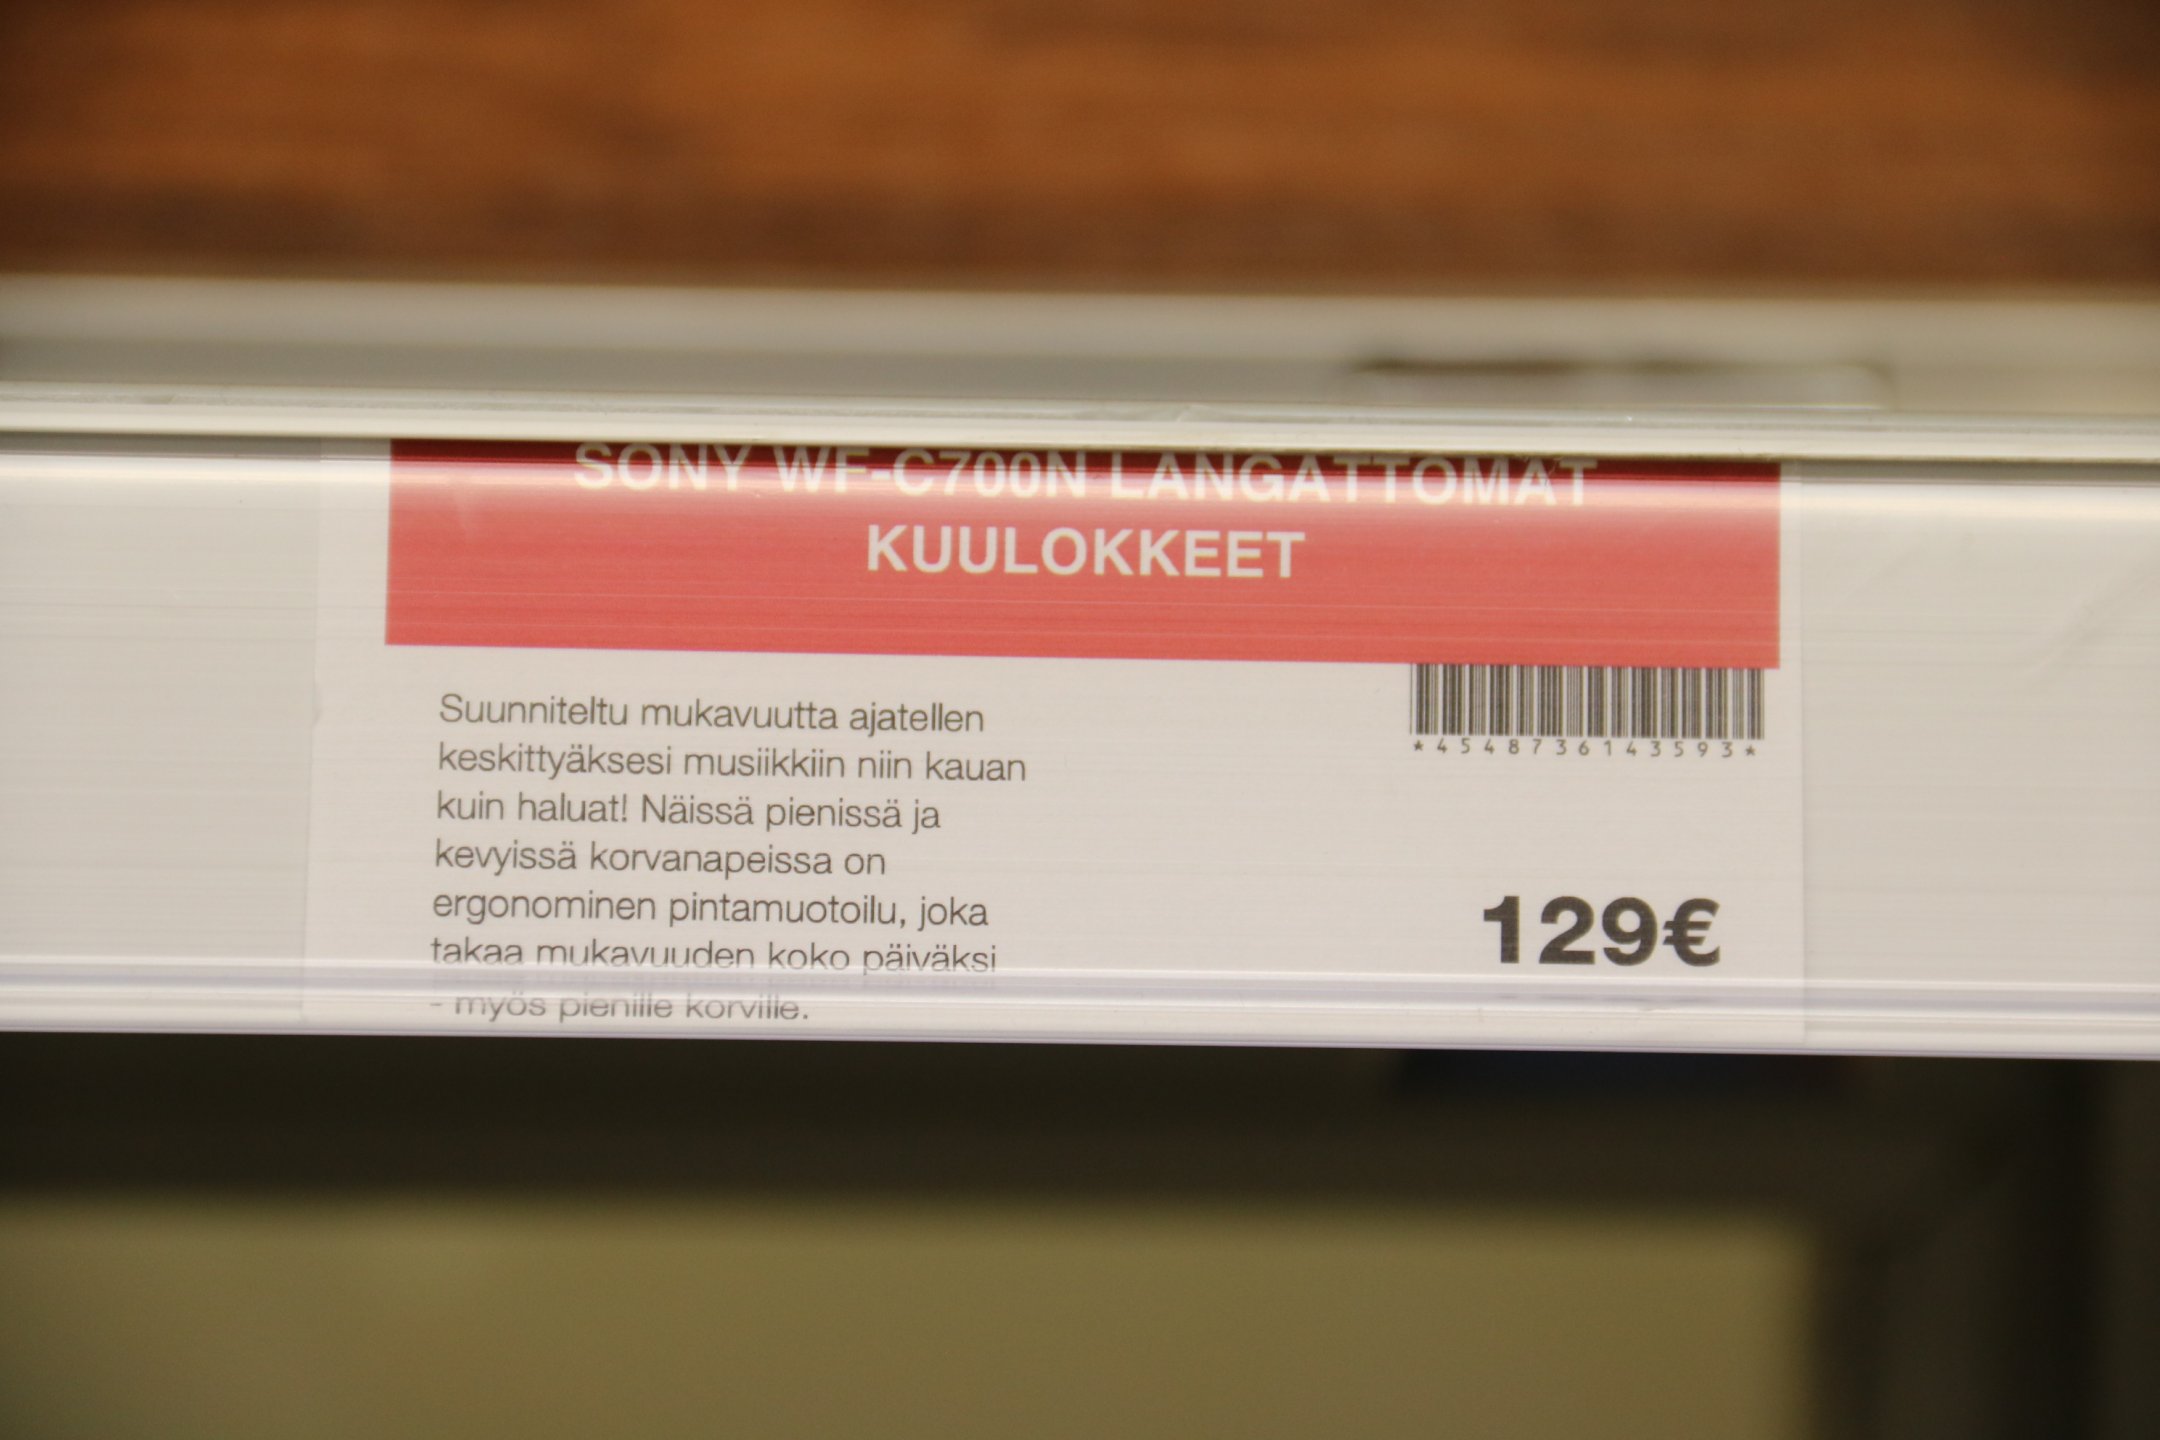 SONY WF-C700N LANGATTOMAT
KUULOKKEET
Suunniteltu mukavuutta ajatellen
keskittyäksesi musiikkiin niin kauan
kuin haluat! Näissä pienissä ja
kevyissä korvanapeissa on
ergonominen pintamuotoilu, joka
takaa mukavuuden koko päiväksi
- myös pienille korville.
*4548736143593*
129€